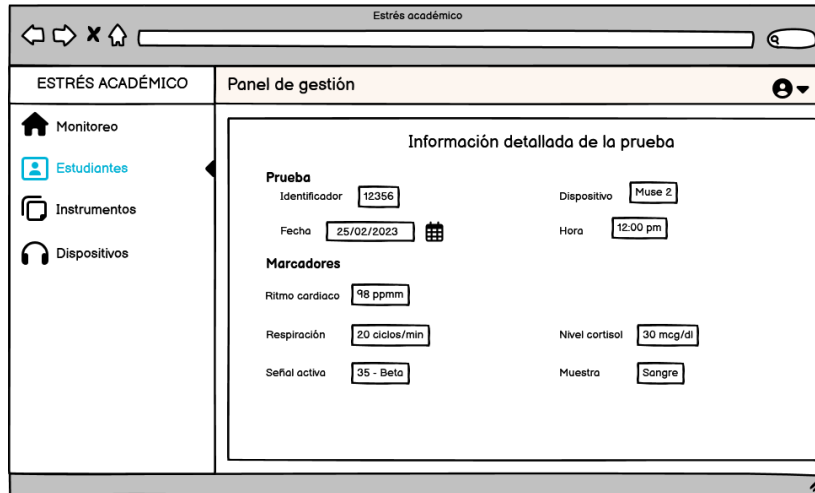 Estrés académico
ESTRÉS ACADÉMICO
Panel de gestión
Monitoreo
Estudiantes
Instrumentos
Dispositivos
Información detallada de la prueba
Prueba
Identificador 12356 Dispositivo Muse 2
Fecha 25/02/2023 Hora 12:00 pm
Marcadores
Ritmo cardiaco 98 ppmm
Respiración 20 ciclos/min Nivel cortisol 30 mcg/dl
Señal activa 35 - Beta Muestra Sangre